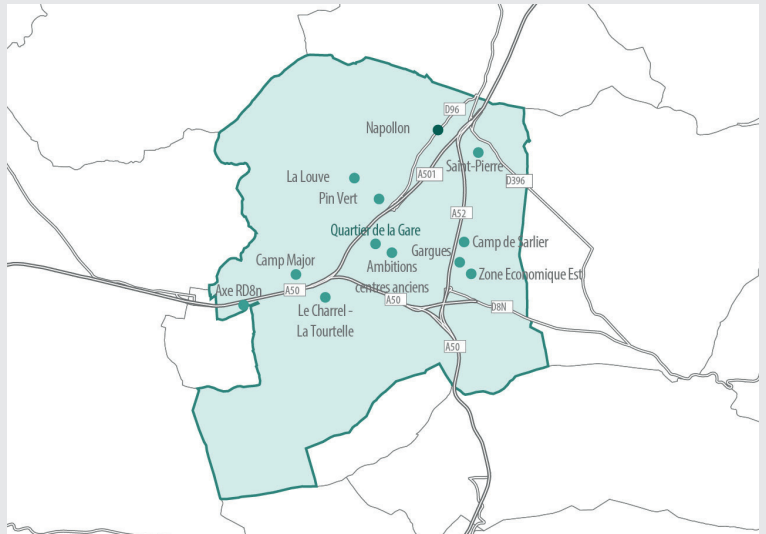 D96
Napollon
Saint-Pierre
La Louve
A501
D396
Pin Vert
A52
Quartier de la Gare
Camp de Sarlier
Gargues
Camp Major
Ambitions
centres anciens
Zone Economique Est
Axe RD8n
A50
A50
Le Charrel -
La Tourtelle
D8N
A50